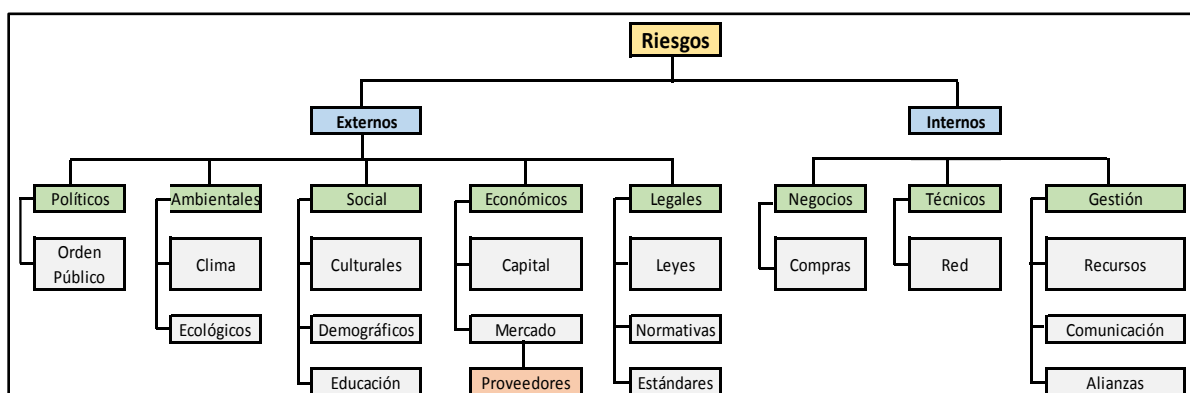 Riesgos
Externos
Internos
Políticos
Ambientales
Social
Económicos
Legales
Negocios
Técnicos
Gestión
Orden
Público
Clima
Culturales
Capital
Leyes
Compras
Red
Recursos
Ecológicos
Demográficos
Mercado
Normativas
Comunicación
Educación
Proveedores
Estándares
Alianzas